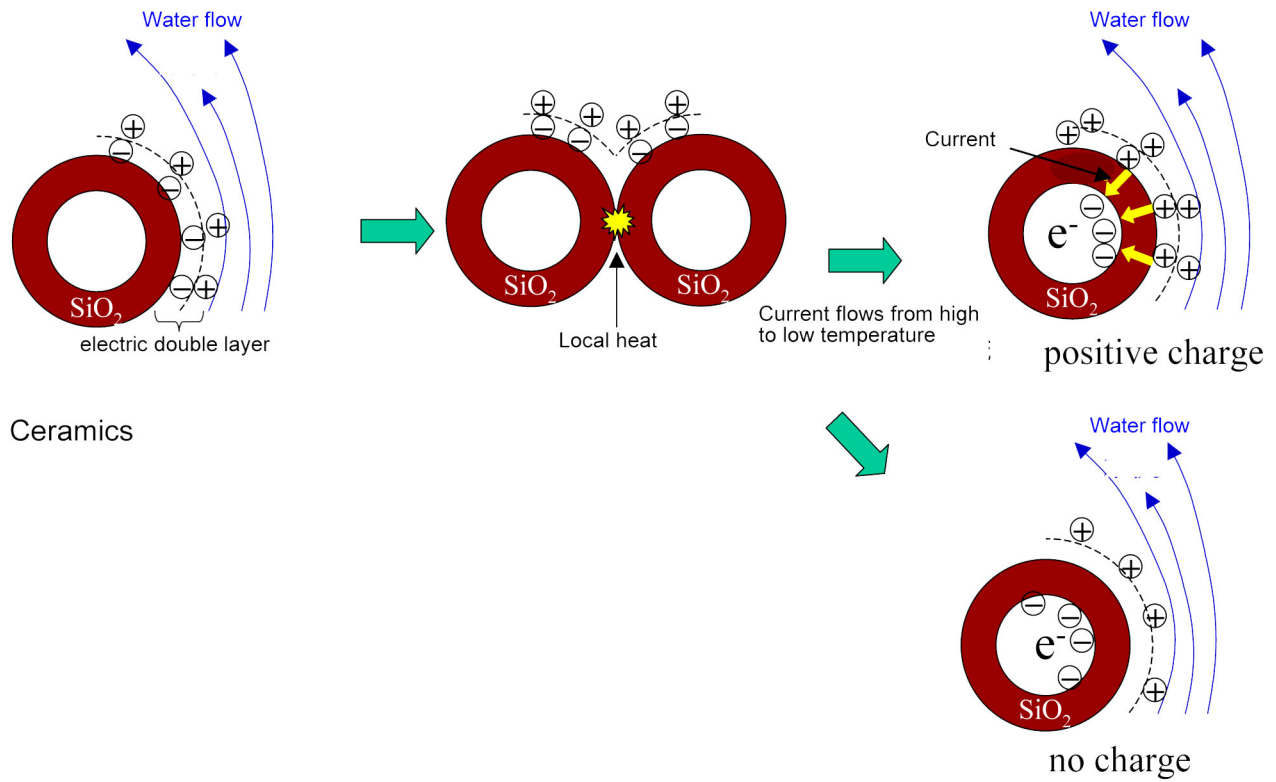 Water flow
SiO2
electric double layer
Ceramics
SiO2
SiO2
Local heat
Current flows from high
to low temperature
Water flow
Current
e-
SiO2
positive charge
Water flow
e-
SiO2
no charge